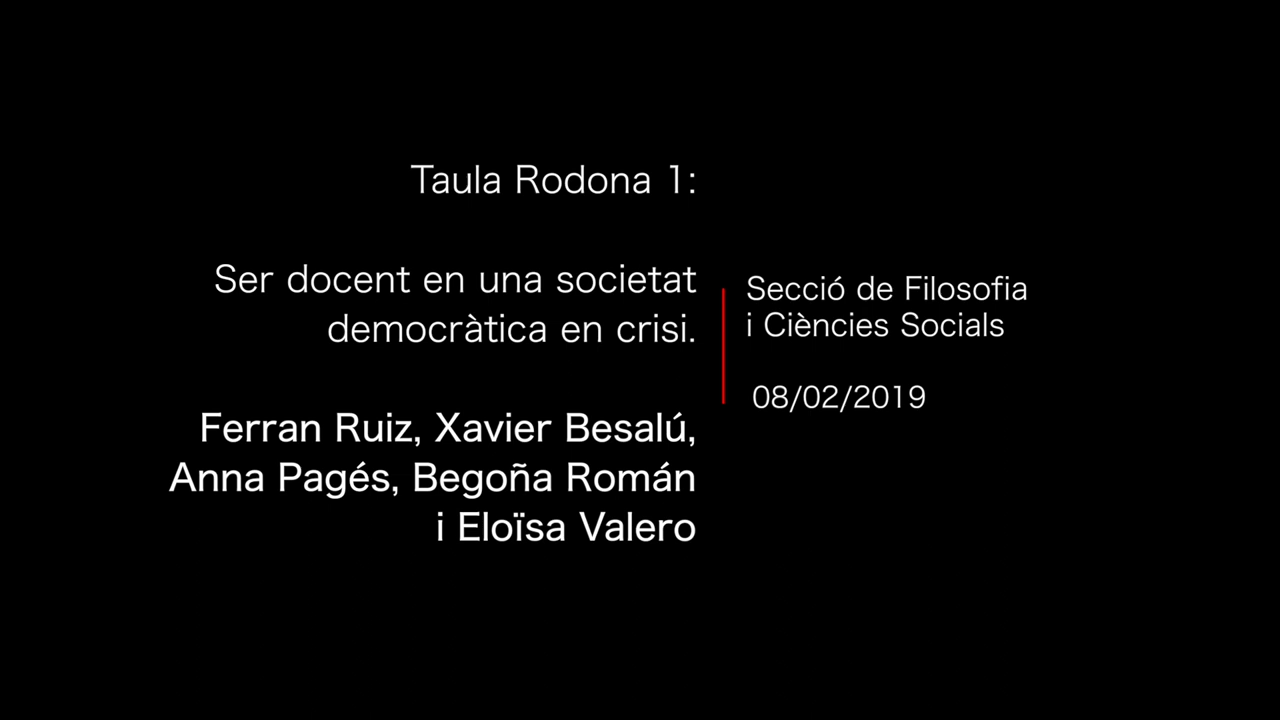 Taula Rodona 1:
Ser docent en una societat
democràtica en crisi.
Ferran Ruiz, Xavier Besalú,
Anna Pagés, Begoña Román
i Eloïsa Valero
Secció de Filosofia
i Ciències Socials
08/02/2019